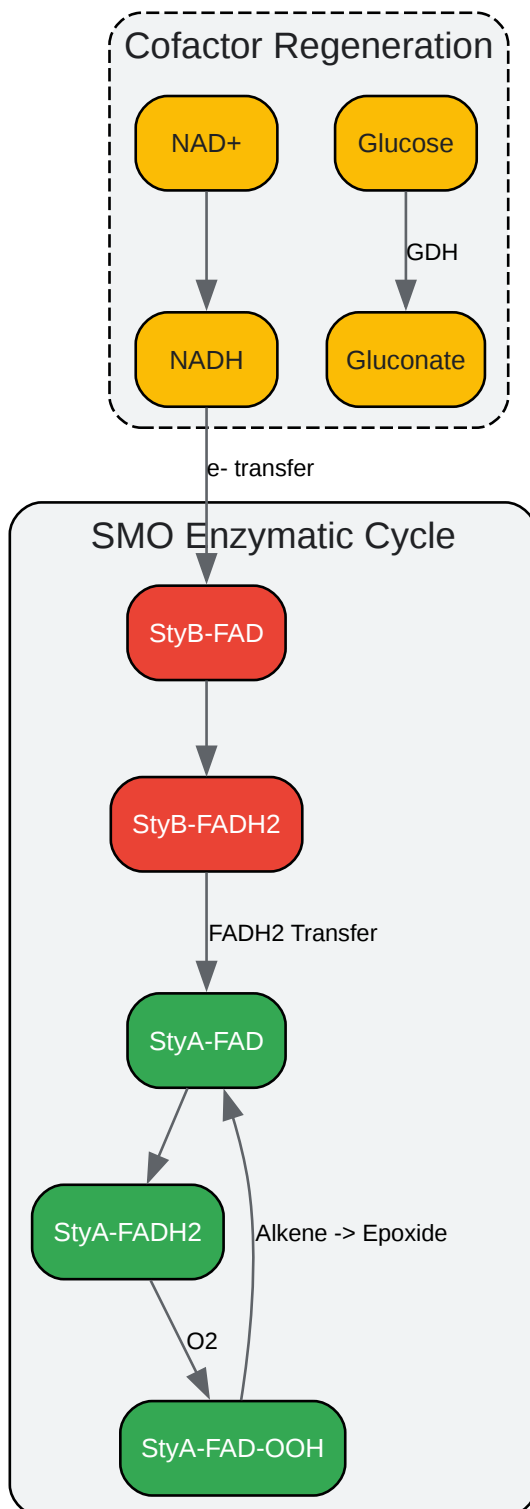 Cofactor Regeneration
NAD+
Glucose
GDH
NADH
Gluconate
e- transfer
SMO Enzymatic Cycle
StyB-FAD
StyB-FADH2
FADH2 Transfer
StyA-FAD
StyA-FADH2
Alkene -> Epoxide
O2
StyA-FAD-OOH